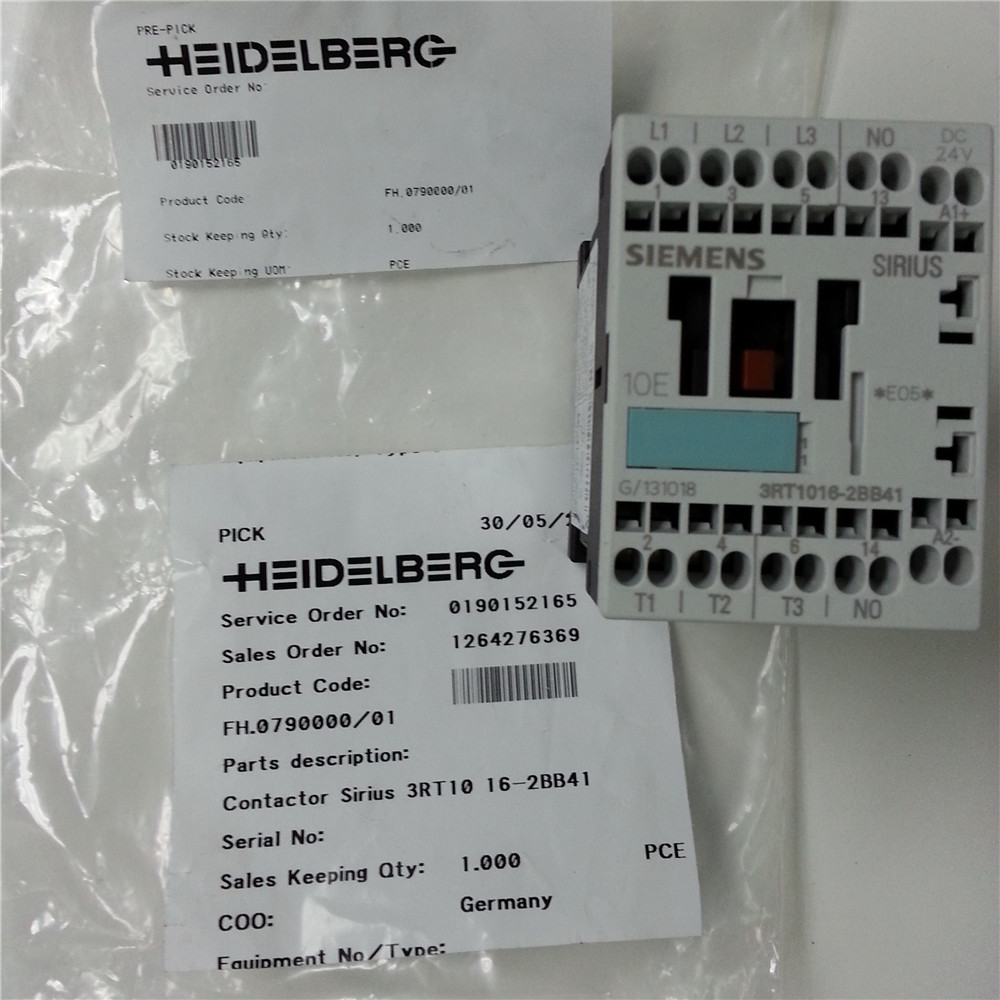 PRE-PICK
HEIDELBERG
Service Order No:
0190152165
Product Code FH.0790000/01
Stock Keeping Qty: 1.000
Stock Keeping UOM: PCE
PICK 30/05/
HEIDELBERG
Service Order No: 0190152165
Sales Order No: 1264276369
Product Code:
FH.0790000/01
Parts description:
Contactor Sirius 3RT10 16-2BB41
Serial No:
Sales Keeping Qty: 1.000 PCE
COO: Germany
Equipment No/Type:
L1 L2 L3 NO DC
24V
1 3 5 13
A1+
SIEMENS SIRIUS
10E
*E05*
G/131018 3RT1016-2BB41
2 4 6 14 A2-
T1 T2 T3 NO